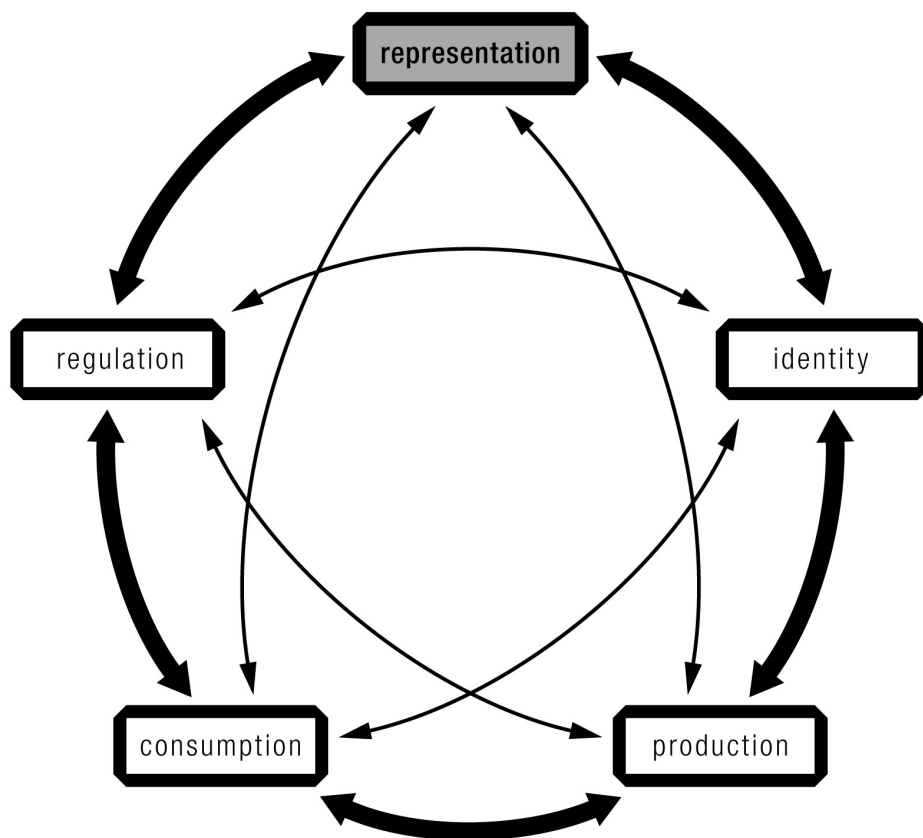 representation
regulation
identity
consumption
production